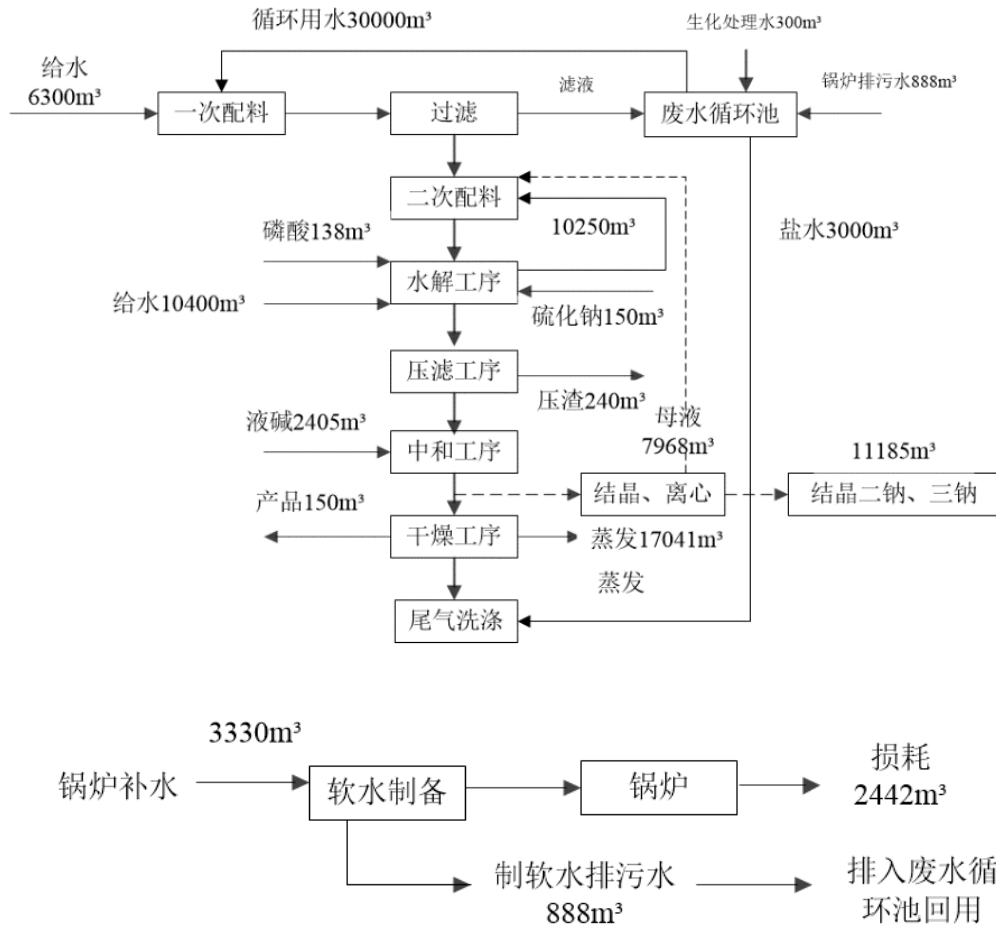 循环用水30000m³
生化处理水300m³
给水
6300m³
滤液
锅炉排污水888m³
一次配料
过滤
废水循环池
二次配料
磷酸138m³
10250m³
盐水3000m³
水解工序
给水10400m³
硫化钠150m³
压滤工序
压渣240m³
液碱2405m³
母液
7968m³
中和工序
11185m³
产品150m³
结晶、离心
结晶二钠、三钠
干燥工序
蒸发17041m³
蒸发
尾气洗涤
3330m³
锅炉补水
软水制备
锅炉
损耗
2442m³
制软水排污水
888m³
排入废水循
环池回用